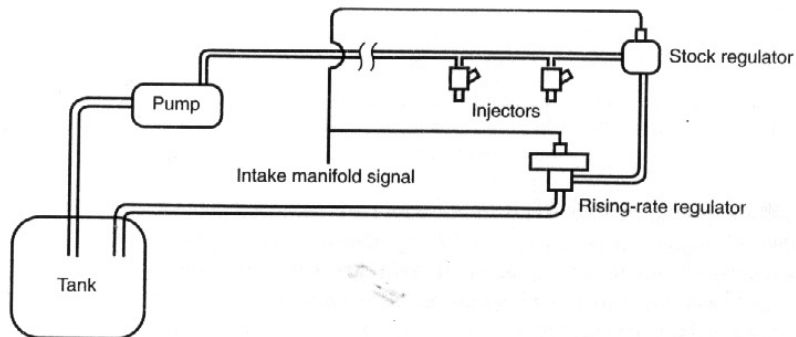 Stock regulator
Pump
Injectors
Intake manifold signal
Rising-rate regulator
Tank